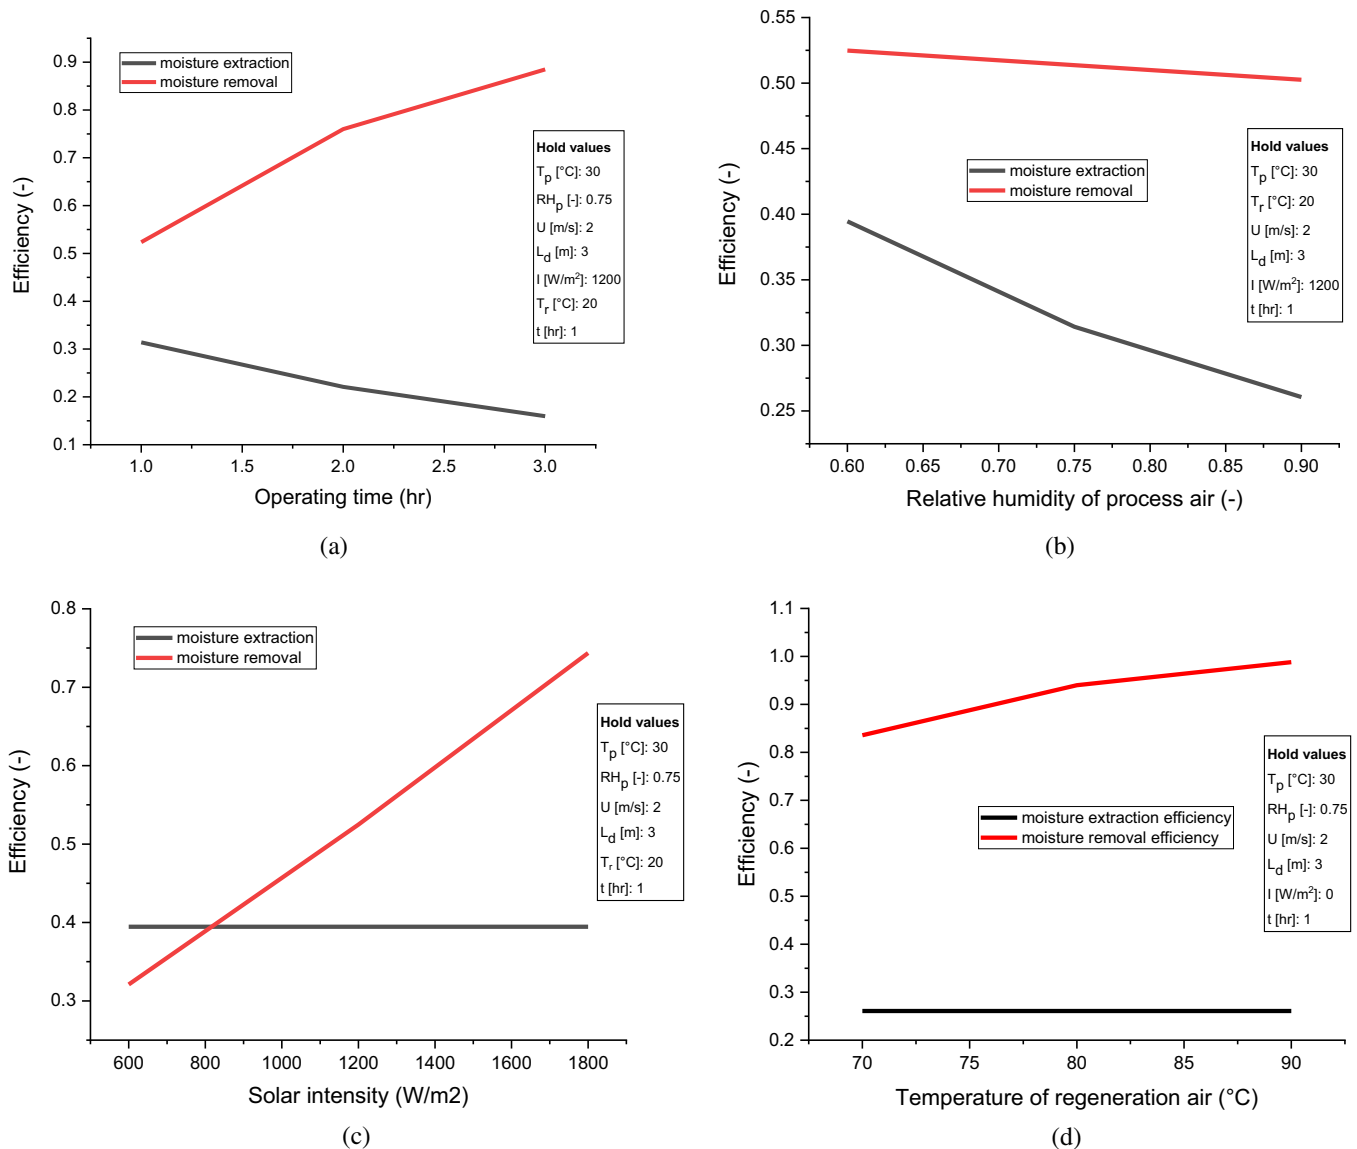 moisture extraction
moisture removal
0.9
0.8
0.7
0.6
0.5
0.4
0.3
0.2
0.1
Efficiency (-)
Hold values
Tp [°C]: 30
RHp [-]: 0.75
U [m/s]: 2
Ld [m]: 3
I [W/m²]: 1200
Tr [°C]: 20
t [hr]: 1
1.0 1.5 2.0 2.5 3.0
Operating time (hr)
(a)
0.55
0.50
0.45
0.40
0.35
0.30
0.25
Efficiency (-)
moisture extraction
moisture removal
Hold values
Tp [°C]: 30
Tr [°C]: 20
U [m/s]: 2
Ld [m]: 3
I [W/m²]: 1200
t [hr]: 1
0.60 0.65 0.70 0.75 0.80 0.85 0.90
Relative humidity of process air (-)
(b)
0.8
0.7
0.6
0.5
0.4
0.3
Efficiency (-)
moisture extraction
moisture removal
Hold values
Tp [°C]: 30
RHp [-]: 0.75
U [m/s]: 2
Ld [m]: 3
Tr [°C]: 20
t [hr]: 1
600 800 1000 1200 1400 1600 1800
Solar intensity (W/m2)
(c)
1.1
1.0
0.9
0.8
0.7
0.6
0.5
0.4
0.3
0.2
Efficiency (-)
moisture extraction efficiency
moisture removal efficiency
Hold values
Tp [°C]: 30
RHp [-]: 0.75
U [m/s]: 2
Ld [m]: 3
I [W/m²]: 0
t [hr]: 1
70 75 80 85 90
Temperature of regeneration air (°C)
(d)